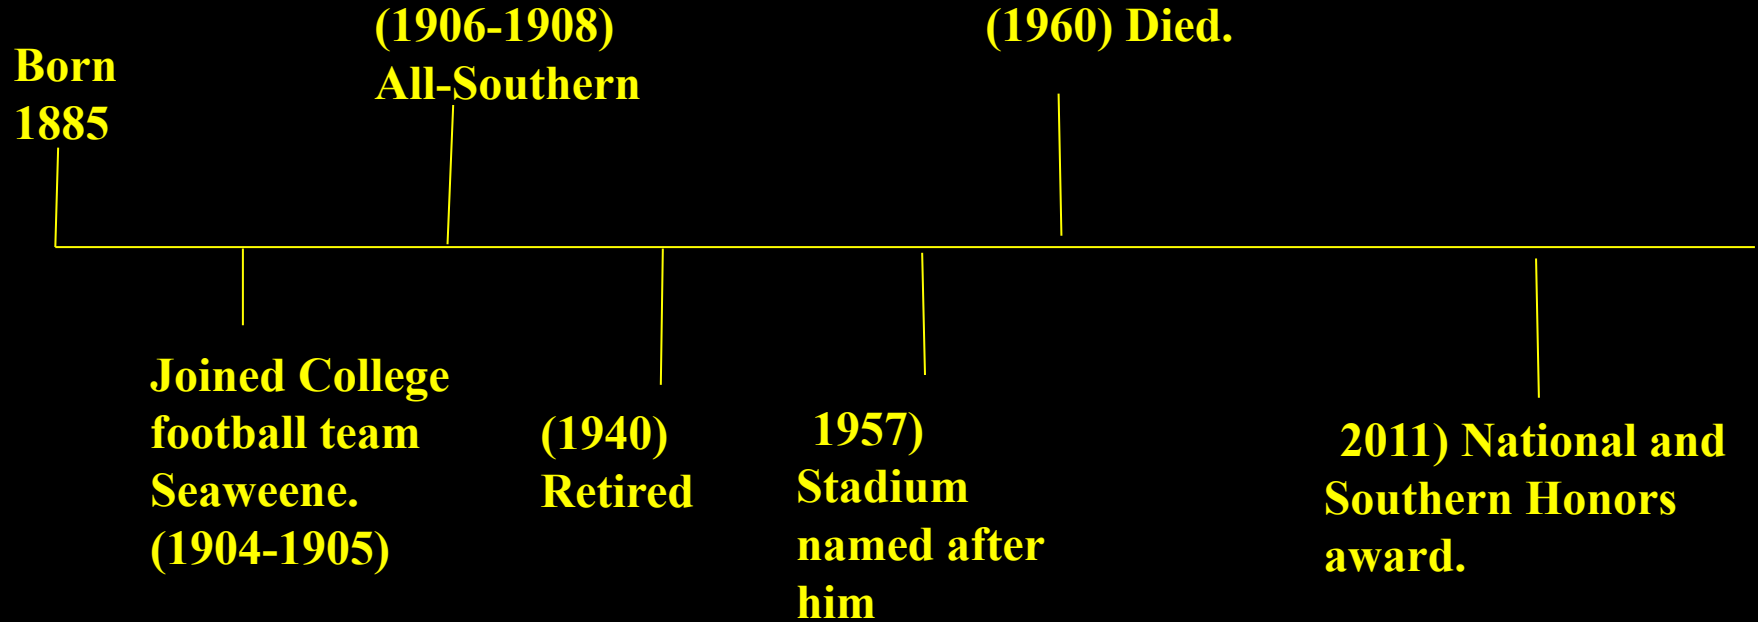 Born
1885
(1906-1908)
All-Southern
(1960) Died.
Joined College
football team
Seaweene.
(1904-1905)
(1940)
Retired
1957)
Stadium
named after
him
2011) National and
Southern Honors
award.